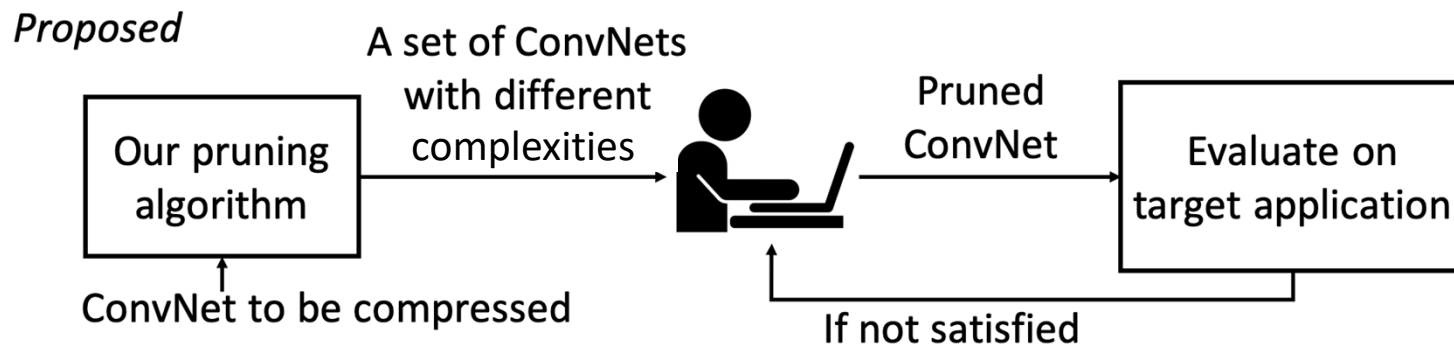 Proposed
A set of ConvNets
with different
complexities
Our pruning
algorithm
ConvNet to be compressed
Pruned
ConvNet
Evaluate on
target application
If not satisfied